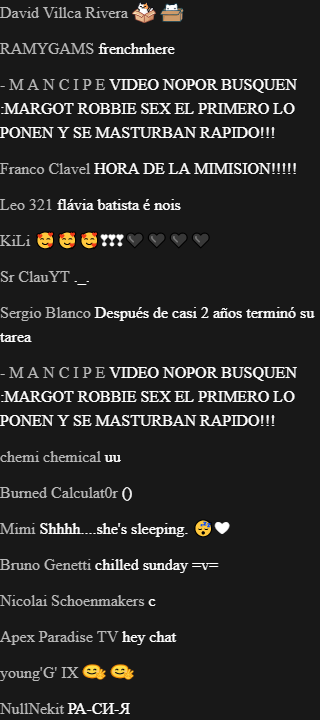 David Villca Rivera
RAMYGAMS frenchnhere
- M A N C I P E VIDEO NOPOR BUSQUEN
:MARGOT ROBBIE SEX EL PRIMERO LO
PONEN Y SE MASTURBAN RAPIDO!!!
Franco Clavel HORA DE LA MIMISION!!!!!
Leo 321 flávia batista é nois
KiLi 🥰 🥰 🥰❣❣❣🖤 🖤 🖤 🖤
Sr ClauYT ._.
Sergio Blanco Después de casi 2 años terminó su
tarea
- M A N C I P E VIDEO NOPOR BUSQUEN
:MARGOT ROBBIE SEX EL PRIMERO LO
PONEN Y SE MASTURBAN RAPIDO!!!
chemi chemical uu
Burned Calculat0r ()
Mimi Shhhh....she's sleeping. 😴🤍
Bruno Genetti chilled sunday =v=
Nicolai Schoenmakers c
Apex Paradise TV hey chat
young'G' IX 🫂 🫂
NullNekit РА-СИ-Я